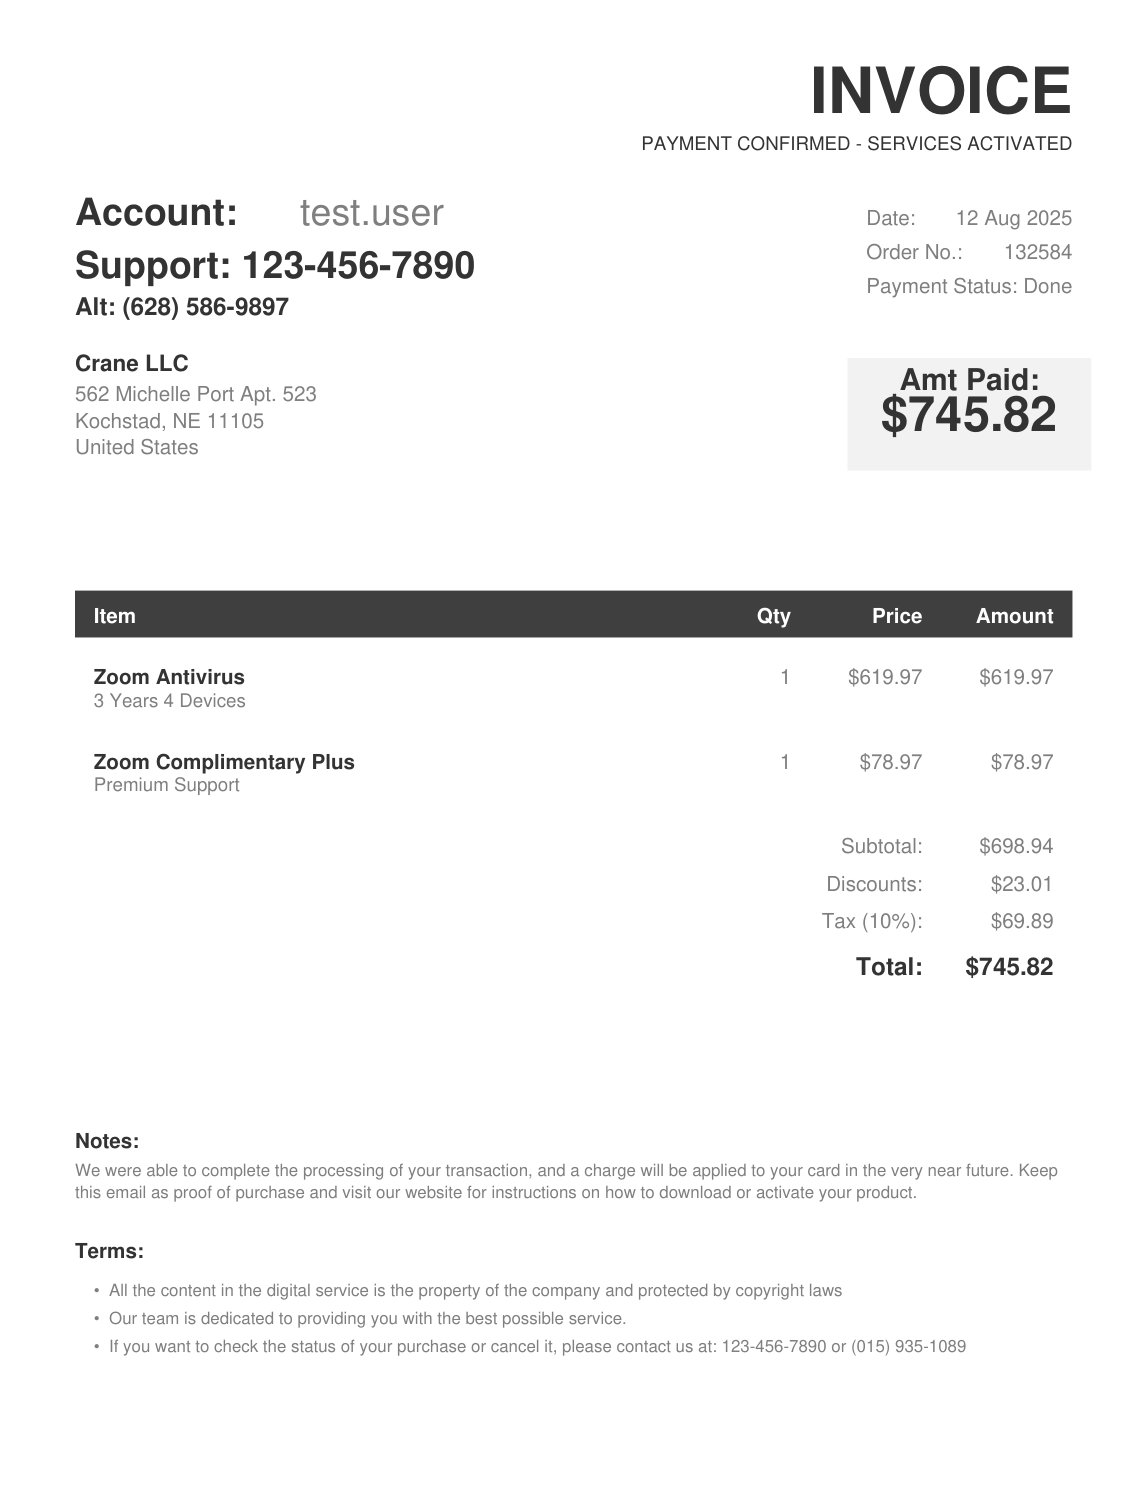 INVOICE
PAYMENT CONFIRMED - SERVICES ACTIVATED
Account: test.user
Support: 123-456-7890
Alt: (628) 586-9897
Date: 12 Aug 2025
Order No.: 132584
Payment Status: Done
Crane LLC
562 Michelle Port Apt. 523
Kochstad, NE 11105
United States
Amt Paid:
$745.82
Item Qty Price Amount
Zoom Antivirus 1 $619.97 $619.97
3 Years 4 Devices
Zoom Complimentary Plus 1 $78.97 $78.97
Premium Support
Subtotal: $698.94
Discounts: $23.01
Tax (10%): $69.89
Total: $745.82
Notes:
We were able to complete the processing of your transaction, and a charge will be applied to your card in the very near future. Keep
this email as proof of purchase and visit our website for instructions on how to download or activate your product.
Terms:
• All the content in the digital service is the property of the company and protected by copyright laws
• Our team is dedicated to providing you with the best possible service.
• If you want to check the status of your purchase or cancel it, please contact us at: 123-456-7890 or (015) 935-1089